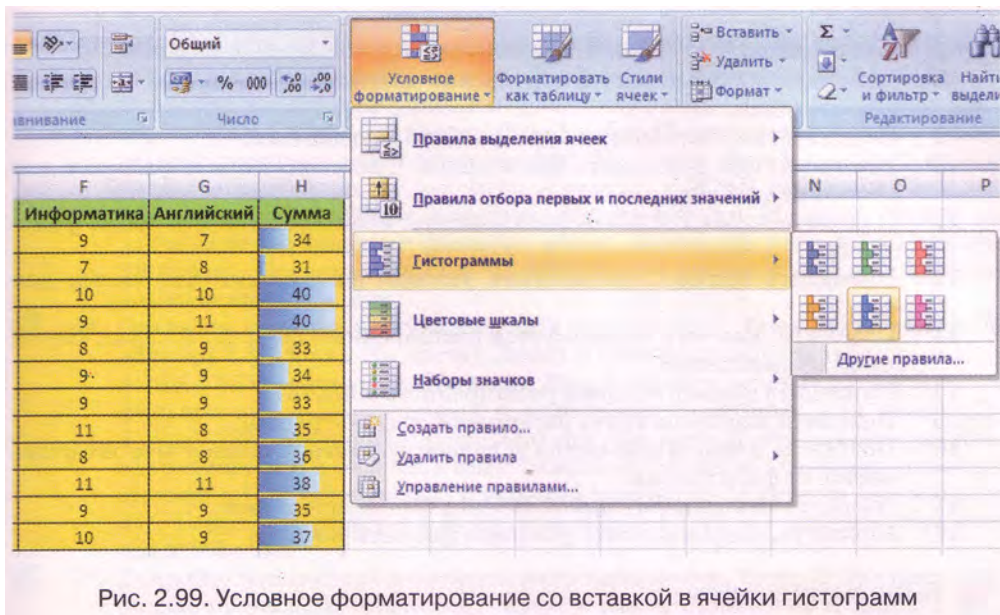 Общий
Вставить
Удалить
Формат
% 000
Условное форматирование
Форматировать как таблицу
Стили ячеек
Сортировка и фильтр
Число
Редактирование
Правила выделения ячеек
Правила отбора первых и последних значений
Гистограммы
Цветовые шкалы
Наборы значков
Создать правило...
Удалить правила
Управление правилами...
Другие правила...
F G H N O P
Информатика Английский Сумма
9 7 34
7 8 31
10 10 40
9 11 40
8 9 33
9 9 34
9 9 33
11 8 35
8 8 36
11 11 38
9 9 35
10 9 37
Рис. 2.99. Условное форматирование со вставкой в ячейки гистограмм